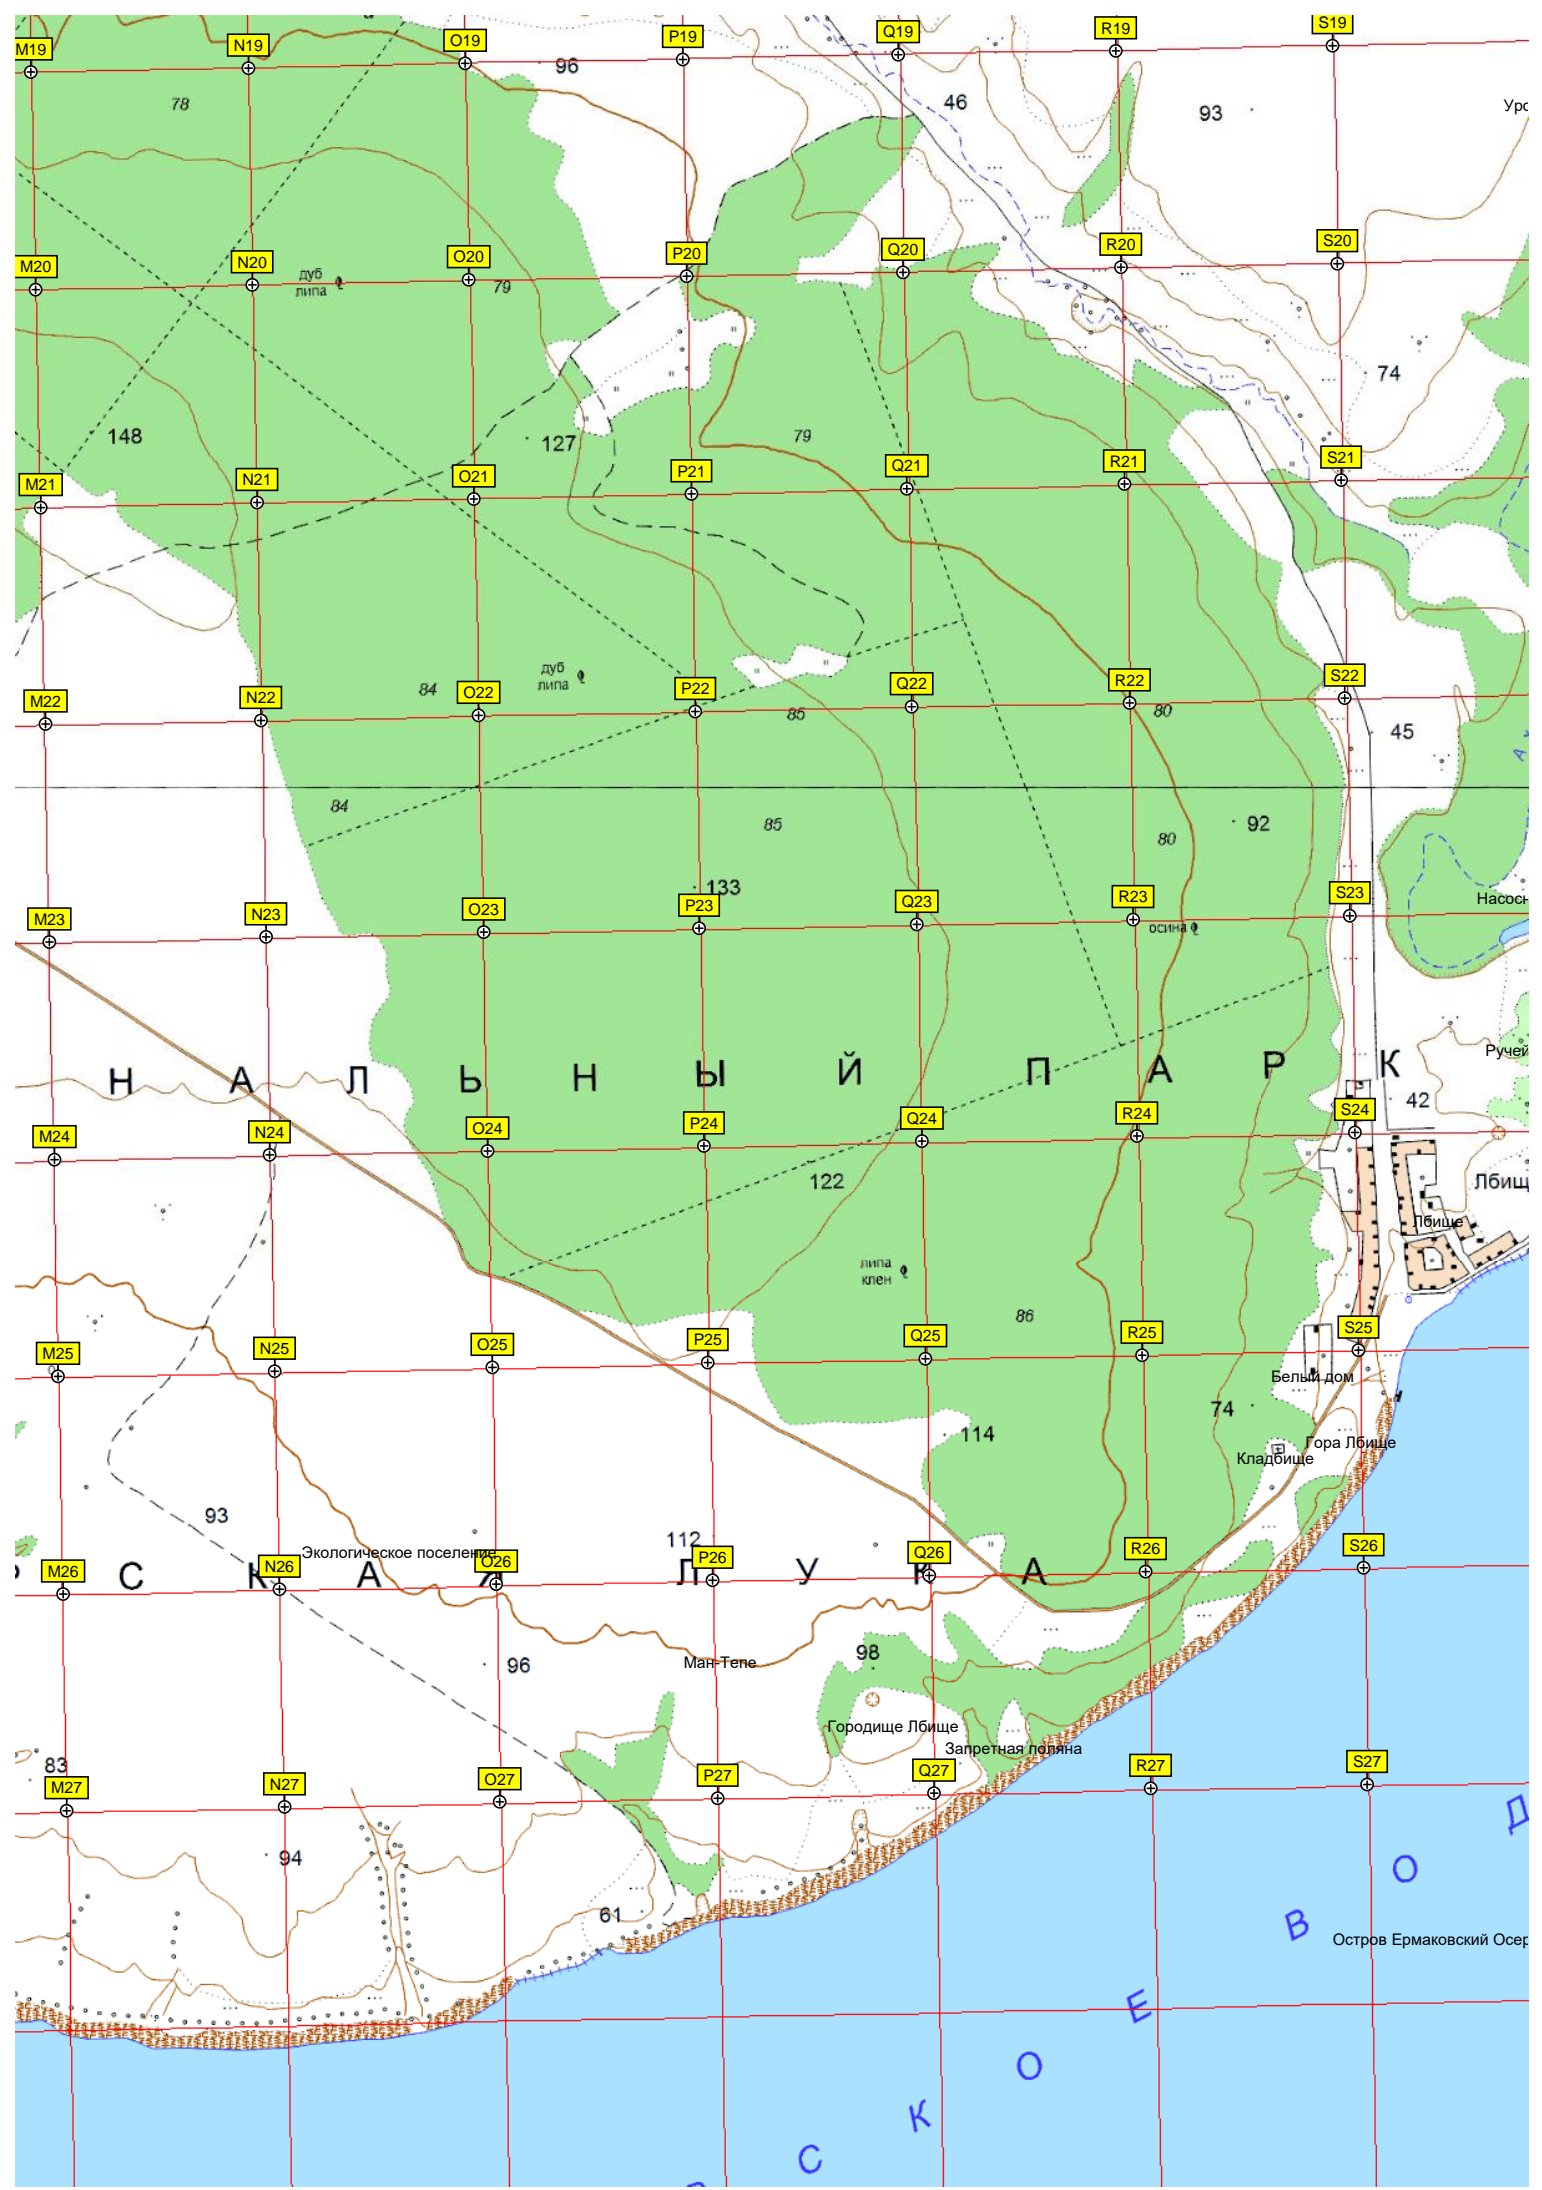 M19
N19
O19
P19
Q19
R19
S19
96
78
46
93
Уро
M20
N20
O20
P20
Q20
R20
S20
дуб
липа
79
74
148
127
79
M21
N21
O21
P21
Q21
R21
S21
дуб
липа
84
M22
N22
O22
P22
Q22
R22
S22
85
80
45
А
84
85
80
92
133
M23
N23
O23
P23
Q23
R23
S23
Насосн
осина
Ручей
Н А Л Ь Н Ы Й П А Р К
42
M24
N24
O24
P24
Q24
R24
S24
122
Лбищ
Лбище
липа
клен
86
M25
N25
O25
P25
Q25
R25
S25
Белый дом
74
114
Гора Лбище
Кладбище
93
112
Экологическое поселение
M26
N26
O26
P26
Q26
R26
S26
Р С К А Я Л У К А
96
Ман-Тепе
98
Городище Лбище
Запретная поляна
83
M27
N27
O27
P27
Q27
R27
S27
94
61
Остров Ермаковский Осер
С К О Е В О Д